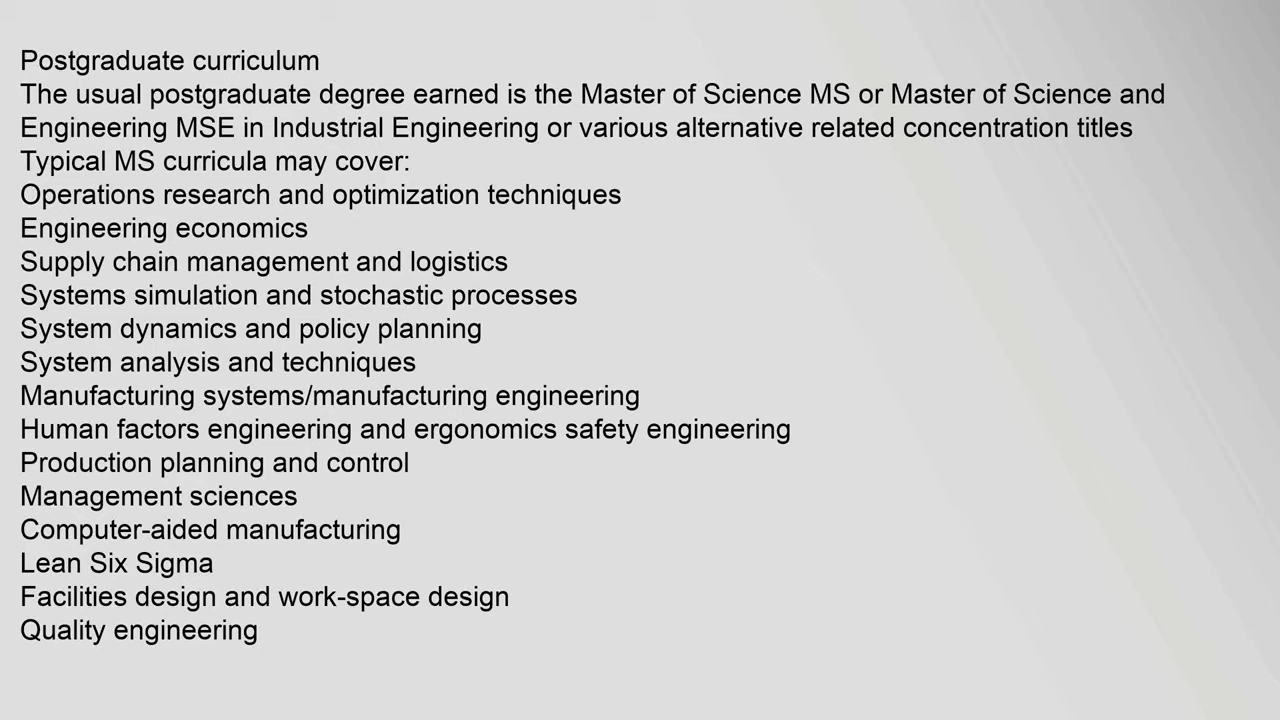 Postgraduate curriculum
The usual postgraduate degree earned is the Master of Science MS or Master of Science and
Engineering MSE in Industrial Engineering or various alternative related concentration titles
Typical MS curricula may cover:
Operations research and optimization techniques
Engineering economics
Supply chain management and logistics
Systems simulation and stochastic processes
System dynamics and policy planning
System analysis and techniques
Manufacturing systems/manufacturing engineering
Human factors engineering and ergonomics safety engineering
Production planning and control
Management sciences
Computer-aided manufacturing
Lean Six Sigma
Facilities design and work-space design
Quality engineering